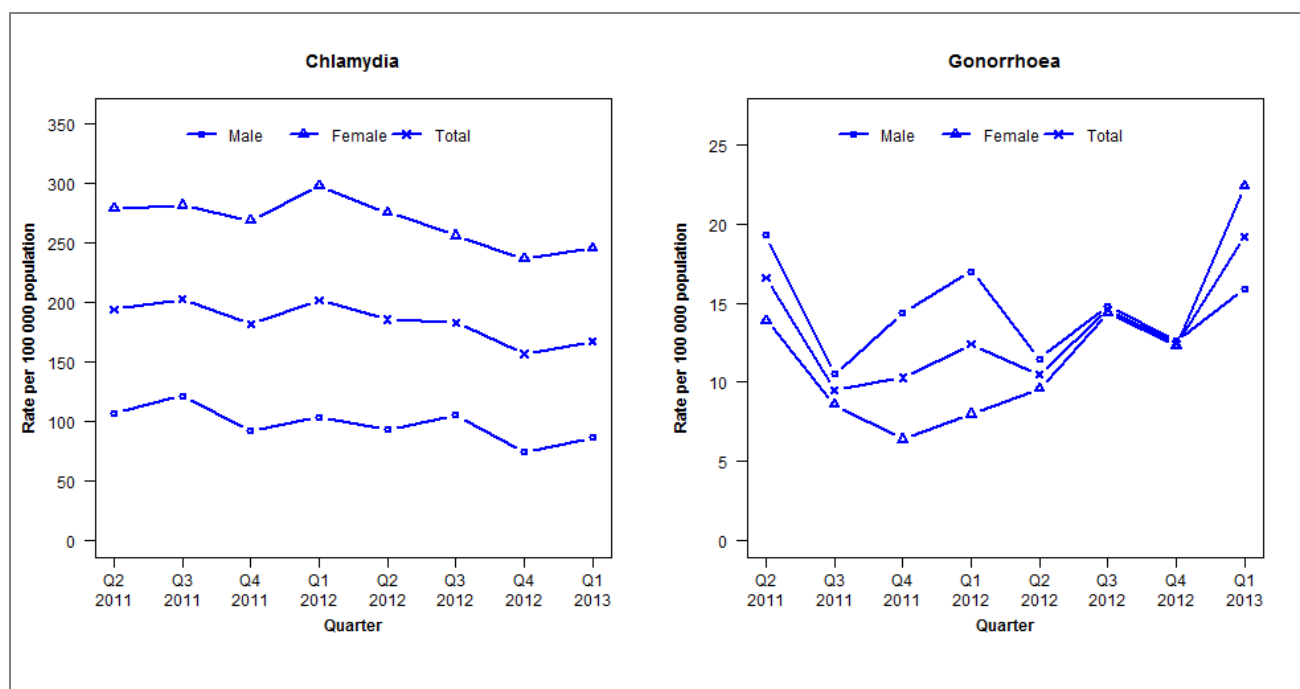 Chlamydia
Male Female Total
350
300
250
200
150
100
50
0
Rate per 100 000 population
Q2 Q3 Q4 Q1 Q2 Q3 Q4 Q1
2011 2011 2011 2012 2012 2012 2012 2013
Quarter
Gonorrhoea
Male Female Total
25
20
15
10
5
0
Rate per 100 000 population
Q2 Q3 Q4 Q1 Q2 Q3 Q4 Q1
2011 2011 2011 2012 2012 2012 2012 2013
Quarter